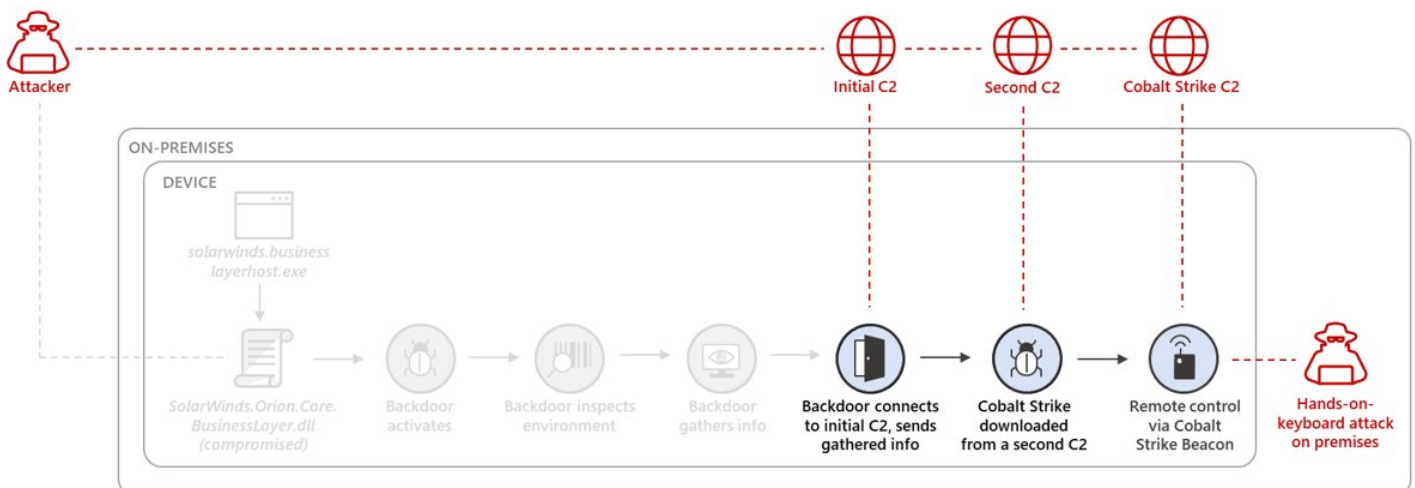 Attacker
Initial C2
Second C2
Cobalt Strike C2
ON-PREMISES
DEVICE
solarwinds.business
layerhost.exe
SolarWinds.Orion.Core.
BusinessLayer.dll
(compromised)
Backdoor
activates
Backdoor inspects
environment
Backdoor
gathers info
Backdoor connects
to initial C2, sends
gathered info
Cobalt Strike
downloaded
from a second C2
Remote control
via Cobalt
Strike Beacon
Hands-on-
keyboard attack
on premises